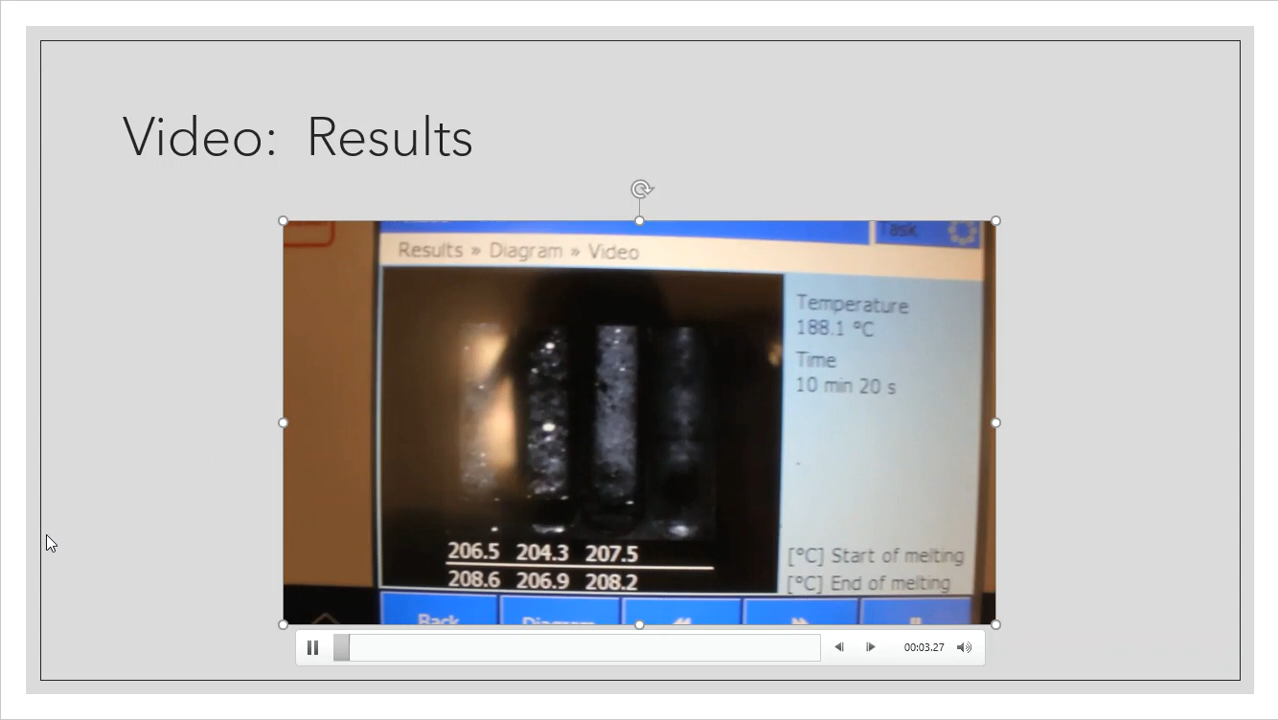 Video: Results
Task
Results » Diagram » Video
Temperature
188.1 °C
Time
10 min 20 s
206.5 204.3 207.5 [°C] Start of melting
208.6 206.9 208.2 [°C] End of melting
Back Diagram
00:03.27